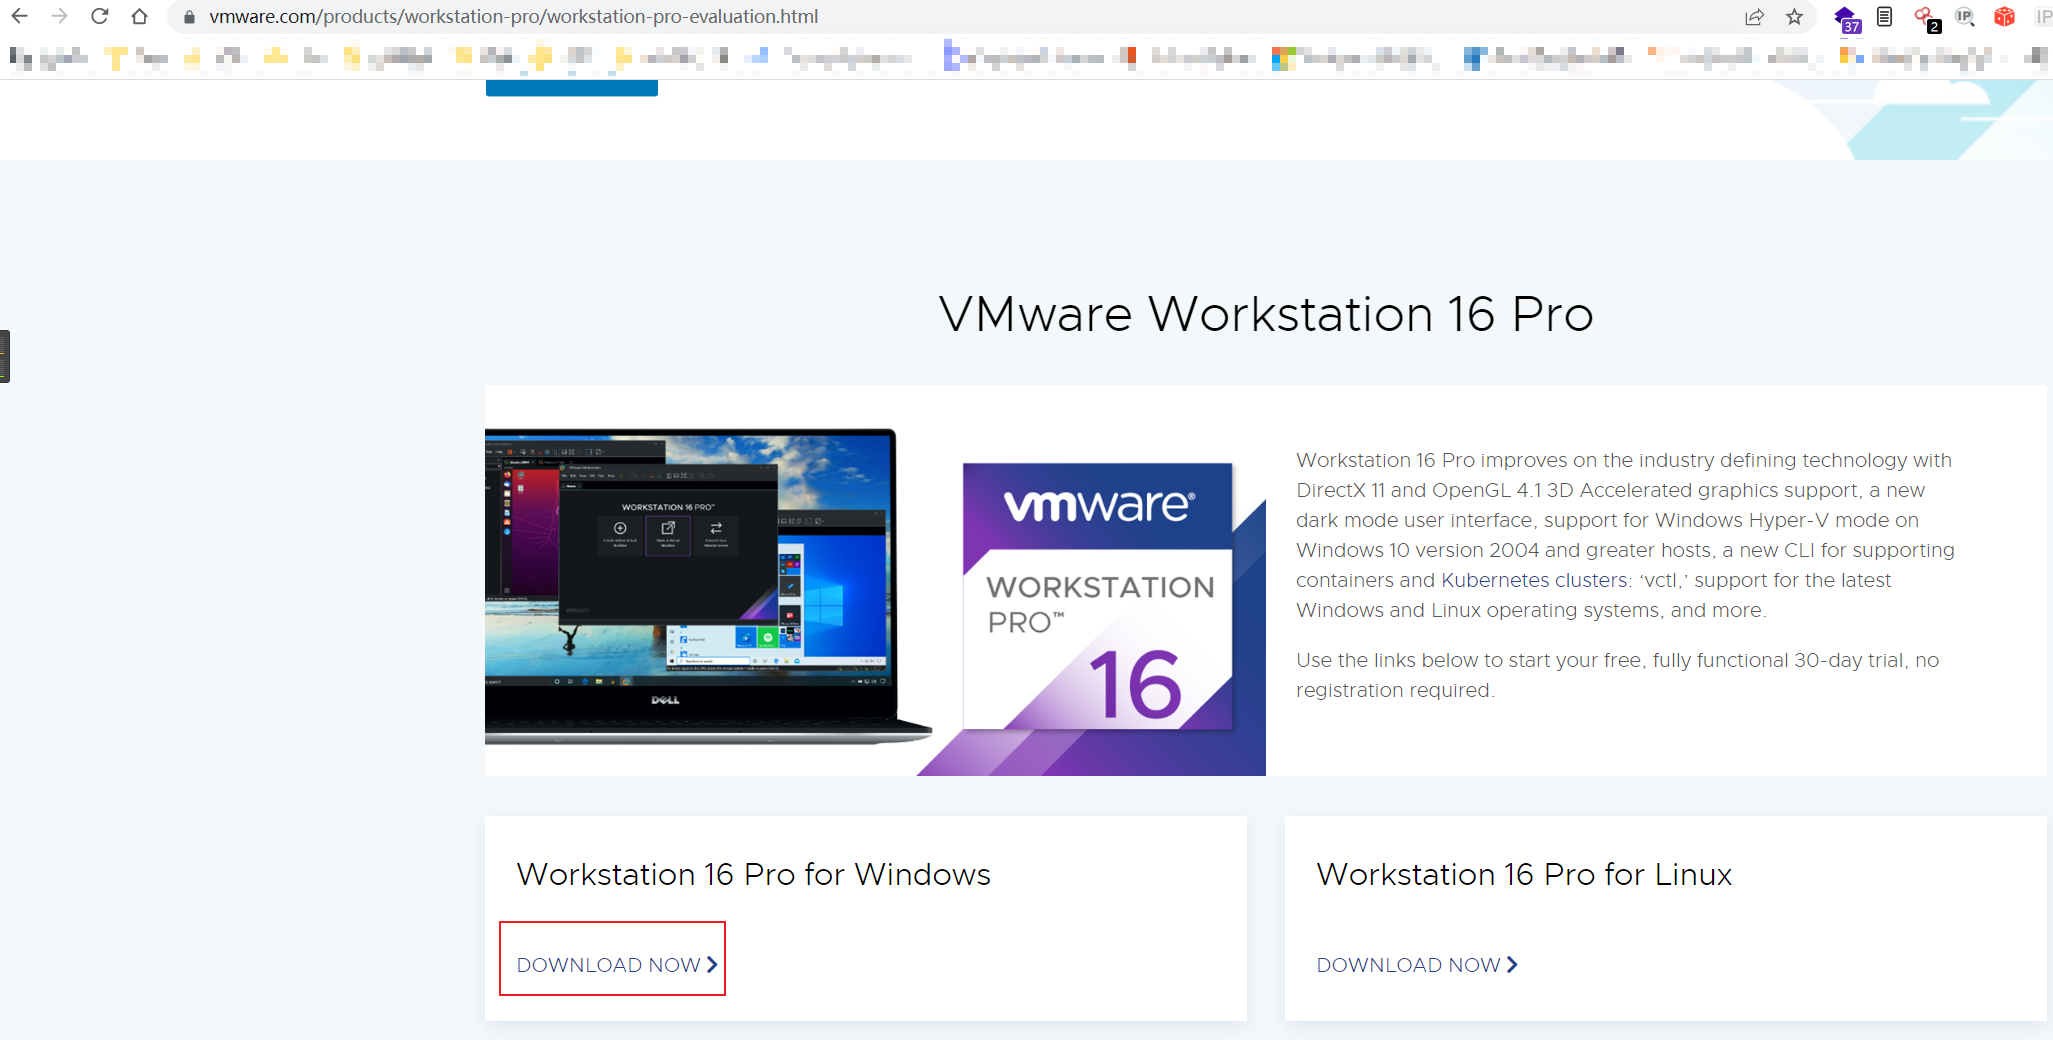 vmware.com/products/workstation-pro/workstation-pro-evaluation.html
37
2
IP
IP
VMware Workstation 16 Pro
WORKSTATION 16 PRO™
DELL
vmware®
WORKSTATION
PRO™
16
Workstation 16 Pro improves on the industry defining technology with
DirectX 11 and OpenGL 4.1 3D Accelerated graphics support, a new
dark mode user interface, support for Windows Hyper-V mode on
Windows 10 version 2004 and greater hosts, a new CLI for supporting
containers and Kubernetes clusters: ‘vctl,’ support for the latest
Windows and Linux operating systems, and more.
Use the links below to start your free, fully functional 30-day trial, no
registration required.
Workstation 16 Pro for Windows
DOWNLOAD NOW
Workstation 16 Pro for Linux
DOWNLOAD NOW